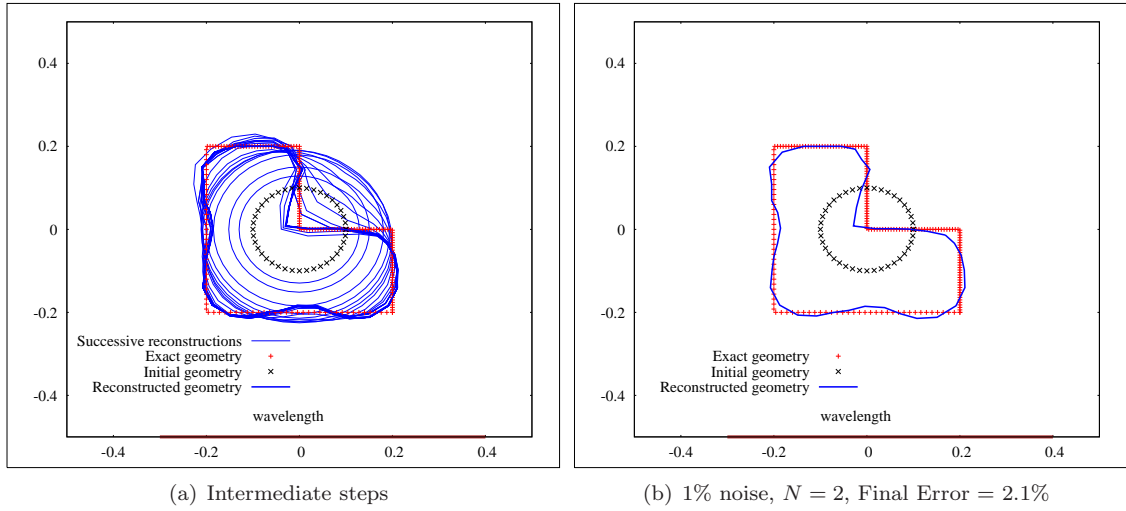 0.4
0.2
0
-0.2
-0.4
-0.4
-0.2
0
0.2
0.4
Successive reconstructions
Exact geometry
Initial geometry
Reconstructed geometry
wavelength
(a) Intermediate steps
0.4
0.2
0
-0.2
-0.4
-0.4
-0.2
0
0.2
0.4
Exact geometry
Initial geometry
Reconstructed geometry
wavelength
(b) 1% noise, N = 2, Final Error = 2.1%